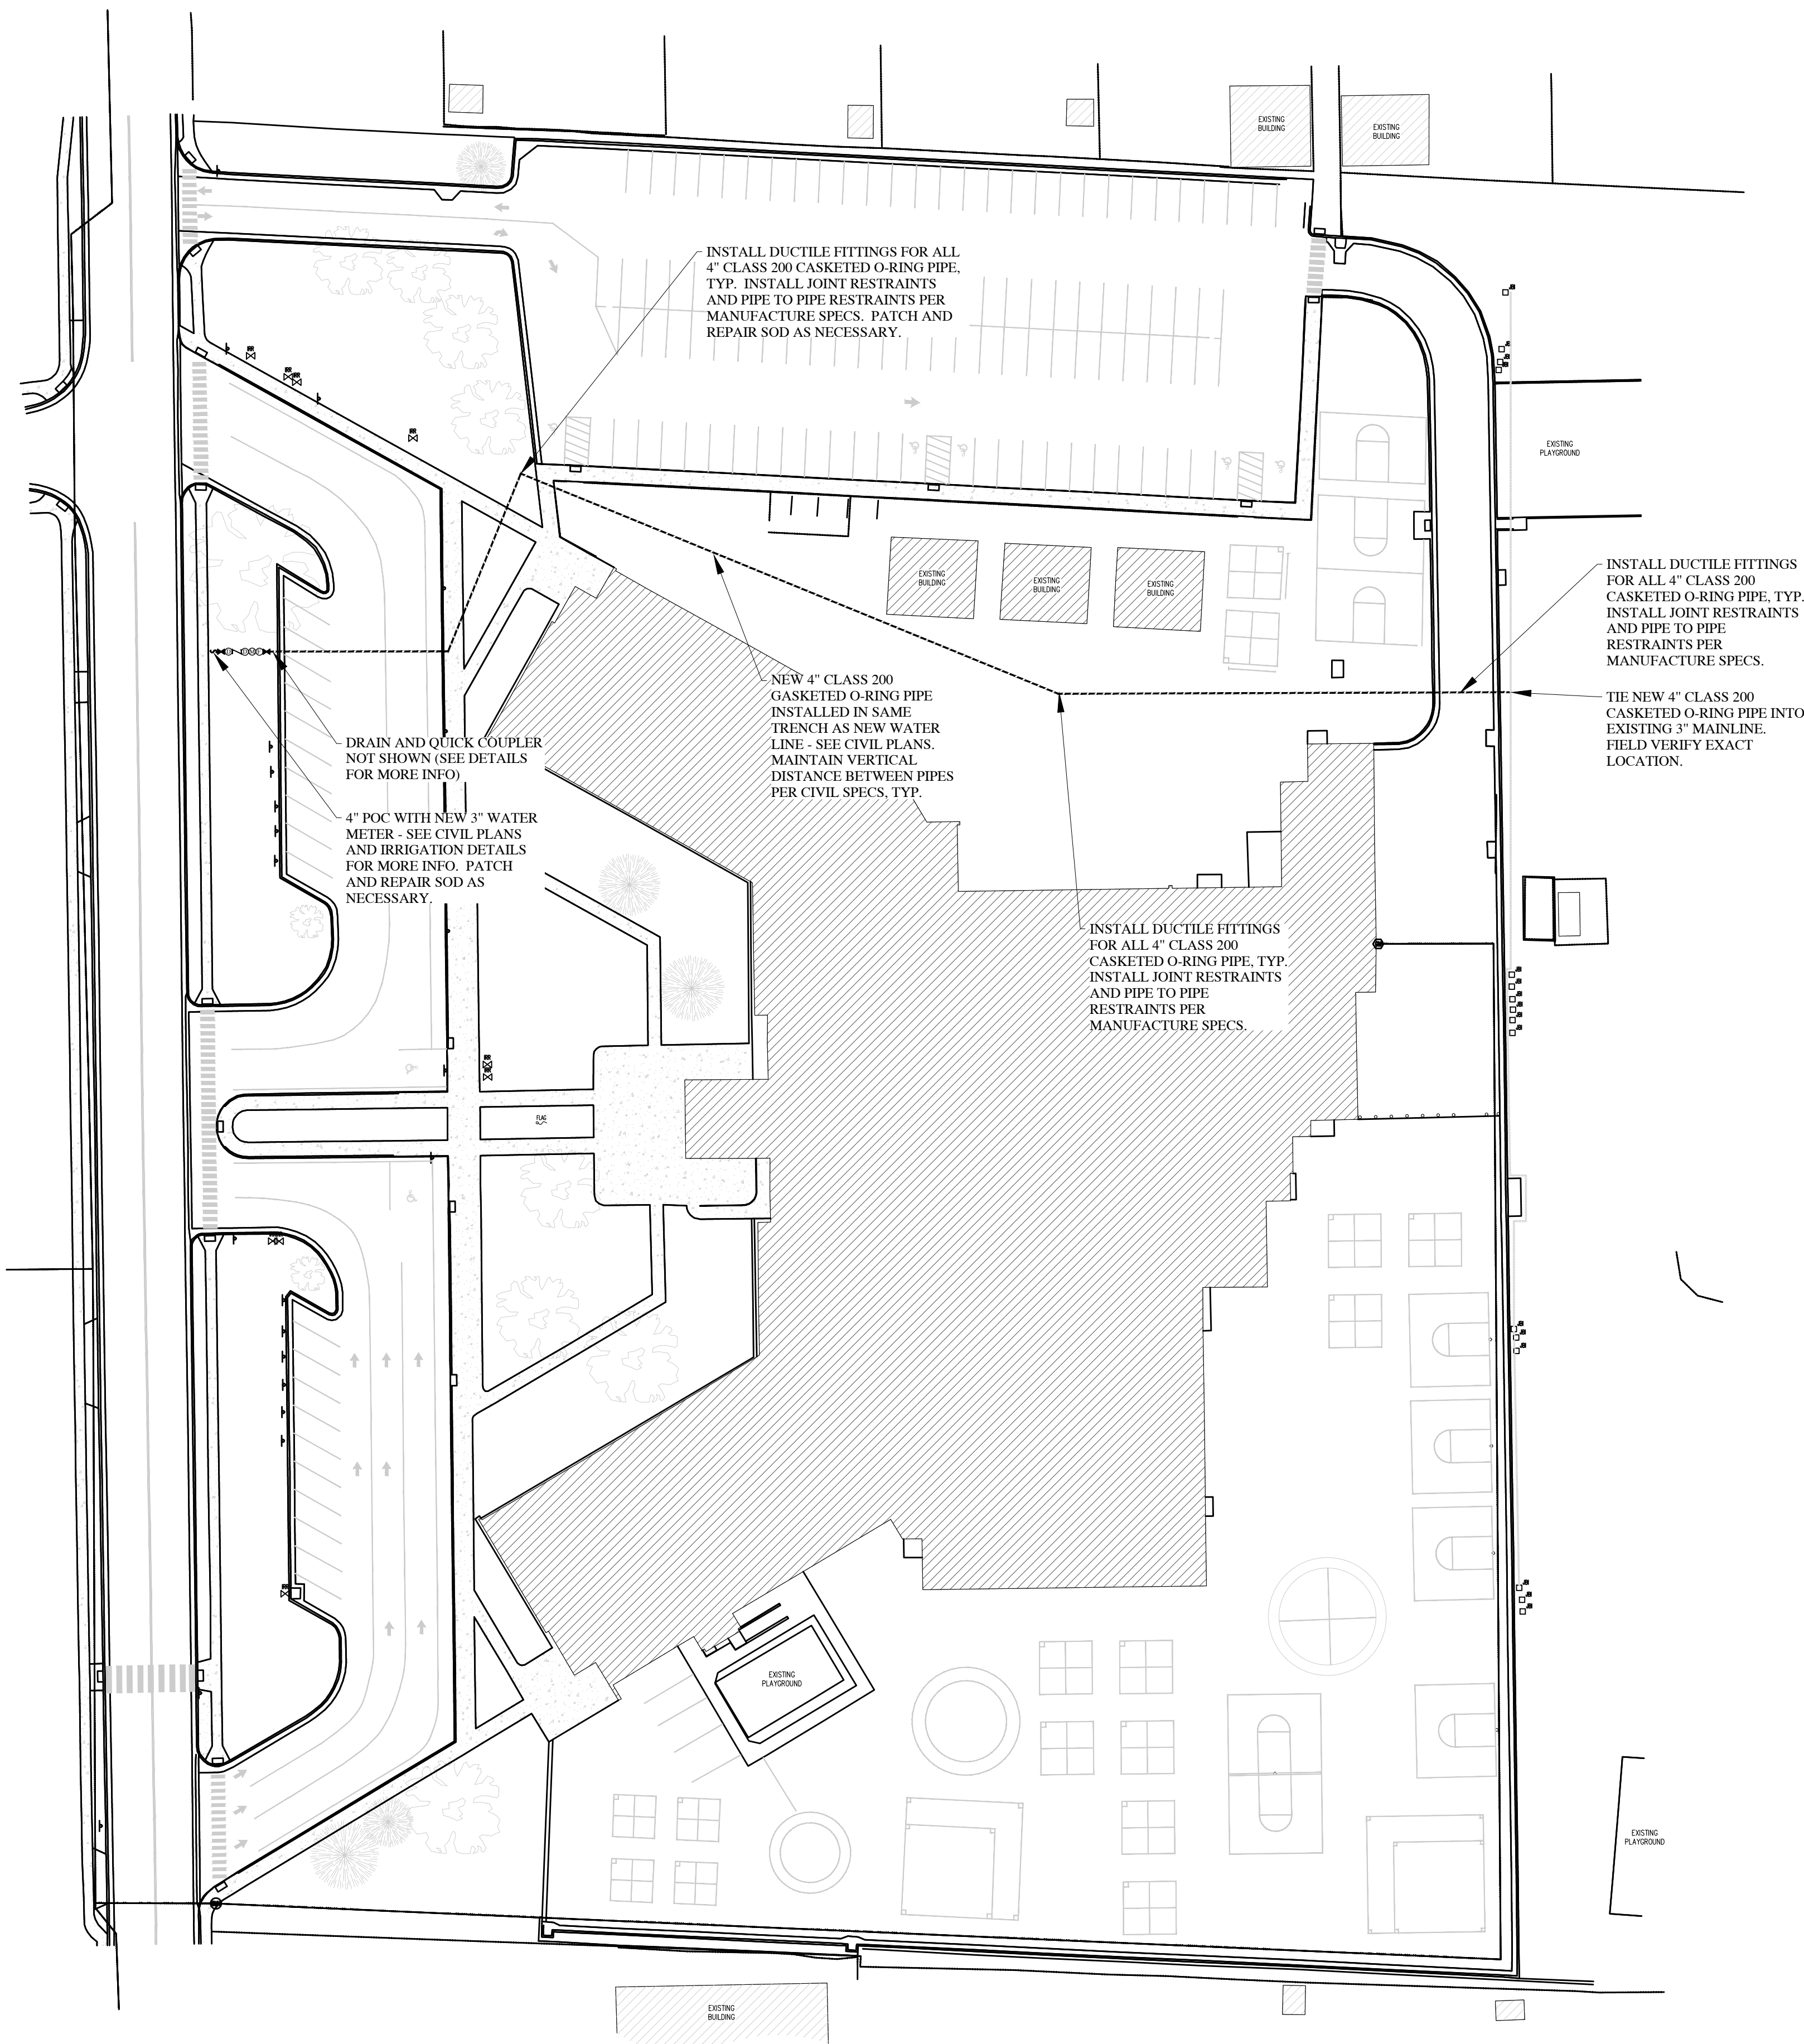 EXISTING
BUILDING
EXISTING
BUILDING
INSTALL DUCTILE FITTINGS FOR ALL
4" CLASS 200 CASKETED O-RING PIPE,
TYP. INSTALL JOINT RESTRAINTS
AND PIPE TO PIPE RESTRAINTS PER
MANUFACTURE SPECS. PATCH AND
REPAIR SOD AS NECESSARY.
IRR
IRR
IRR
IRR
EXISTING
PLAYGROUND
EXISTING
BUILDING
EXISTING
BUILDING
EXISTING
BUILDING
INSTALL DUCTILE FITTINGS
FOR ALL 4" CLASS 200
CASKETED O-RING PIPE, TYP.
INSTALL JOINT RESTRAINTS
AND PIPE TO PIPE
RESTRAINTS PER
MANUFACTURE SPECS.
NEW 4" CLASS 200
GASKETED O-RING PIPE
INSTALLED IN SAME
TRENCH AS NEW WATER
LINE - SEE CIVIL PLANS.
MAINTAIN VERTICAL
DISTANCE BETWEEN PIPES
PER CIVIL SPECS, TYP.
TIE NEW 4" CLASS 200
CASKETED O-RING PIPE INTO
EXISTING 3" MAINLINE.
FIELD VERIFY EXACT
LOCATION.
DRAIN AND QUICK COUPLER
NOT SHOWN (SEE DETAILS
FOR MORE INFO)
4" POC WITH NEW 3" WATER
METER - SEE CIVIL PLANS
AND IRRIGATION DETAILS
FOR MORE INFO. PATCH
AND REPAIR SOD AS
NECESSARY.
INSTALL DUCTILE FITTINGS
FOR ALL 4" CLASS 200
CASKETED O-RING PIPE, TYP.
INSTALL JOINT RESTRAINTS
AND PIPE TO PIPE
RESTRAINTS PER
MANUFACTURE SPECS.
IRR
IRR
FLAG
IRR
EXISTING
PLAYGROUND
EXISTING
PLAYGROUND
EXISTING
BUILDING